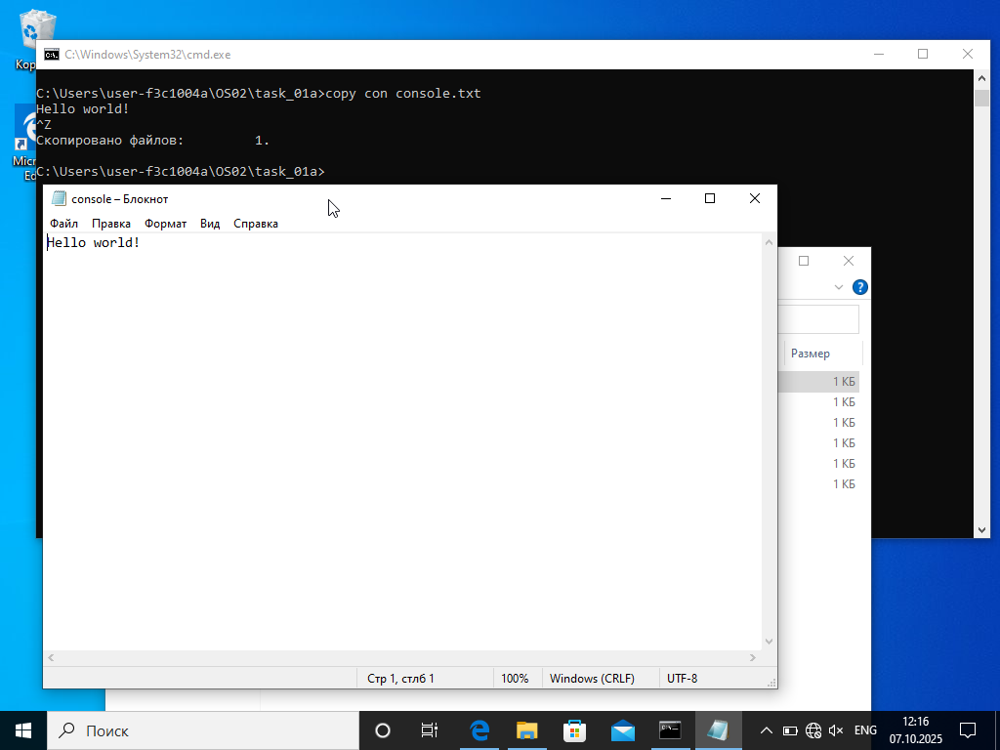 Кор
C:\Windows\System32\cmd.exe
C:\Users\user-f3c1004a\OS02\task_01a>copy con console.txt
Hello world!
^Z
Скопировано файлов:         1.
C:\Users\user-f3c1004a\OS02\task_01a>
Micr
Ed
console – Блокнот
Файл Правка Формат Вид Справка
Hello world!
?
Размер
1 КБ
1 КБ
1 КБ
1 КБ
1 КБ
1 КБ
Стр 1, стлб 1 100% Windows (CRLF) UTF-8
Поиск
ENG
12:16
07.10.2025